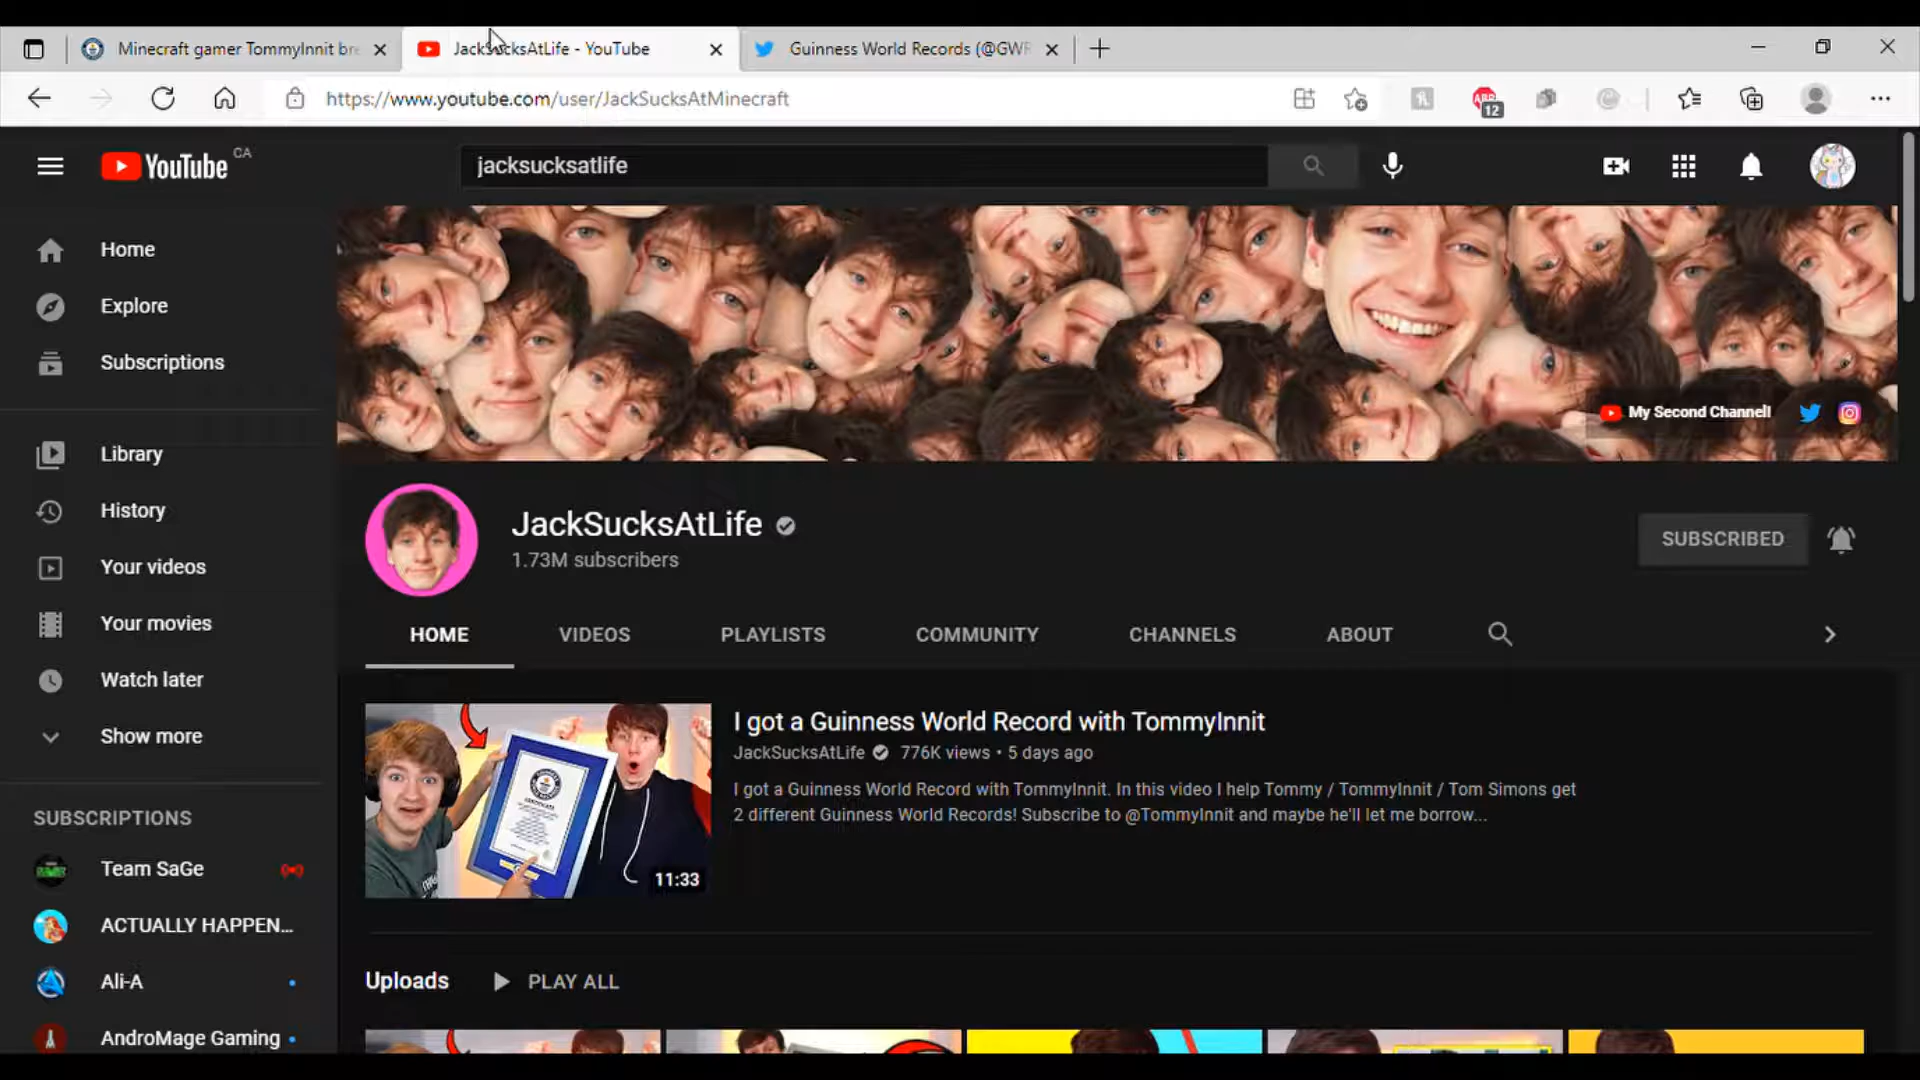 Minecraft gamer TommyInnit bre
JackSucksAtLife - YouTube
Guinness World Records (@GWR
https://www.youtube.com/user/JackSucksAtMinecraft
12
YouTube CA
jacksucksatlife
Home
Explore
Subscriptions
Library
History
Your videos
Your movies
Watch later
Show more
SUBSCRIPTIONS
Team SaGe
ACTUALLY HAPPEN...
Ali-A
AndroMage Gaming
My Second Channel!
JackSucksAtLife
1.73M subscribers
SUBSCRIBED
HOME
VIDEOS
PLAYLISTS
COMMUNITY
CHANNELS
ABOUT
11:33
I got a Guinness World Record with TommyInnit
JackSucksAtLife 776K views • 5 days ago
I got a Guinness World Record with TommyInnit. In this video I help Tommy / TommyInnit / Tom Simons get
2 different Guinness World Records! Subscribe to @TommyInnit and maybe he'll let me borrow...
Uploads
PLAY ALL